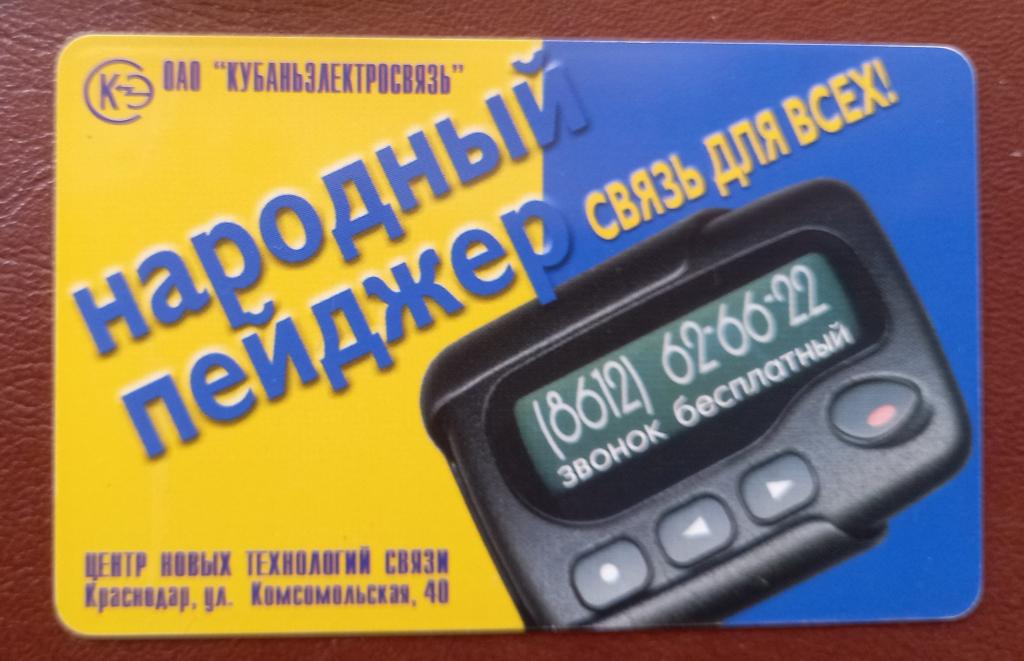 КЭ ОАО "КУБАНЬЭЛЕКТРОСВЯЗЬ"
народный
пейджер
СВЯЗЬ ДЛЯ ВСЕХ!
(8612) 62-66-22
звонок бесплатный
ЦЕНТР НОВЫХ ТЕХНОЛОГИЙ СВЯЗИ
Краснодар, ул. Комсомольская, 40